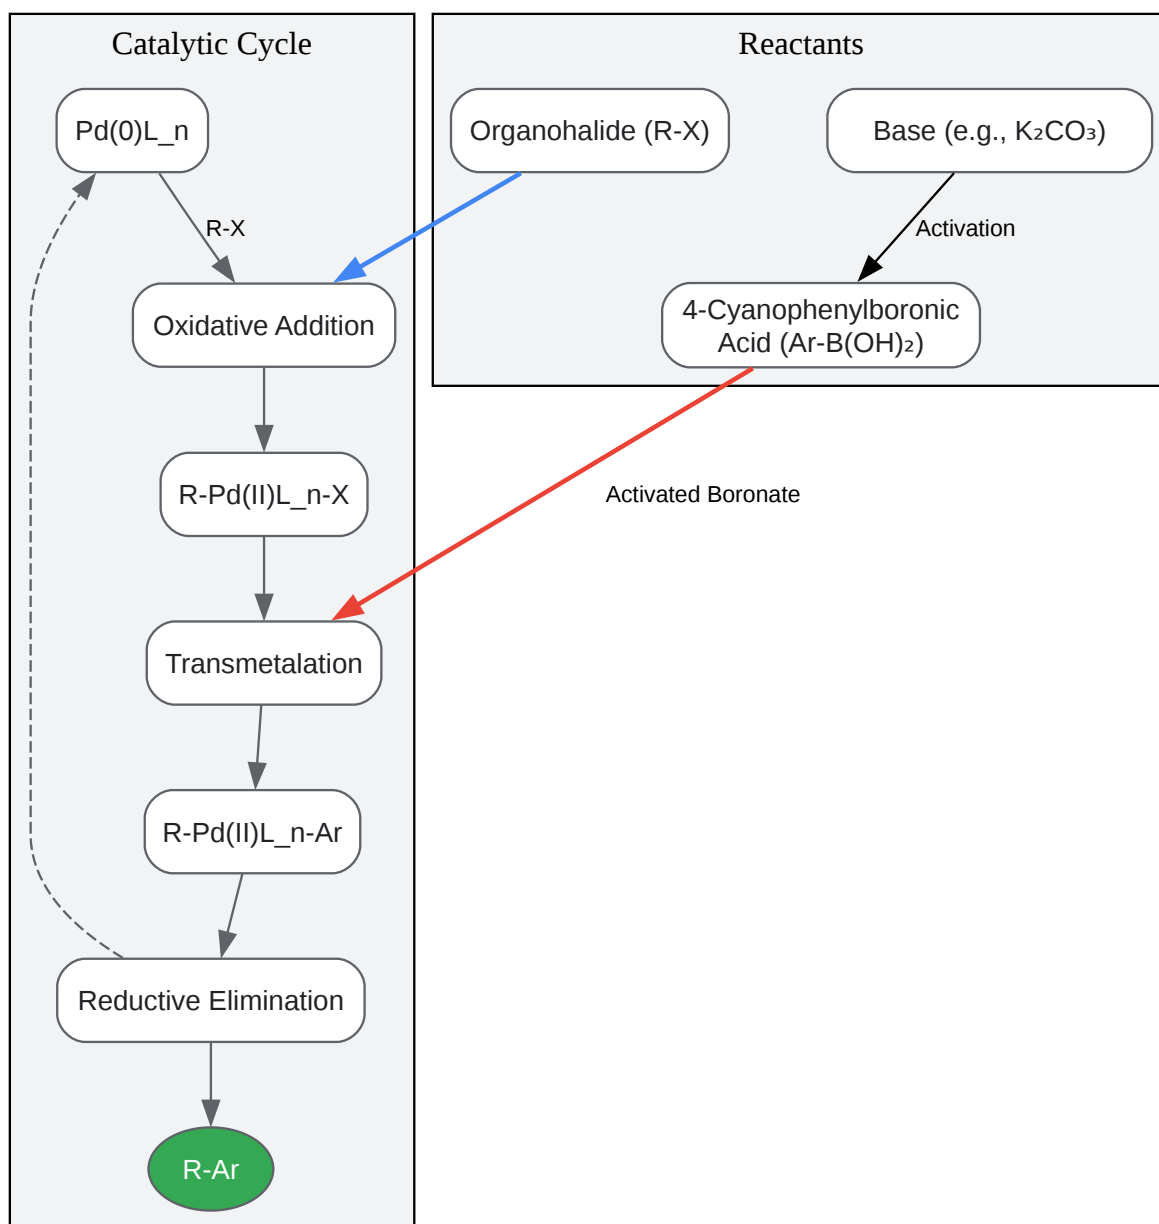 Catalytic Cycle
Pd(0)L_n
R-X
Oxidative Addition
R-Pd(II)L_n-X
Transmetalation
R-Pd(II)L_n-Ar
Reductive Elimination
R-Ar
Reactants
Organohalide (R-X)
Base (e.g., K₂CO₃)
Activation
4-Cyanophenylboronic
Acid (Ar-B(OH)₂)
Activated Boronate